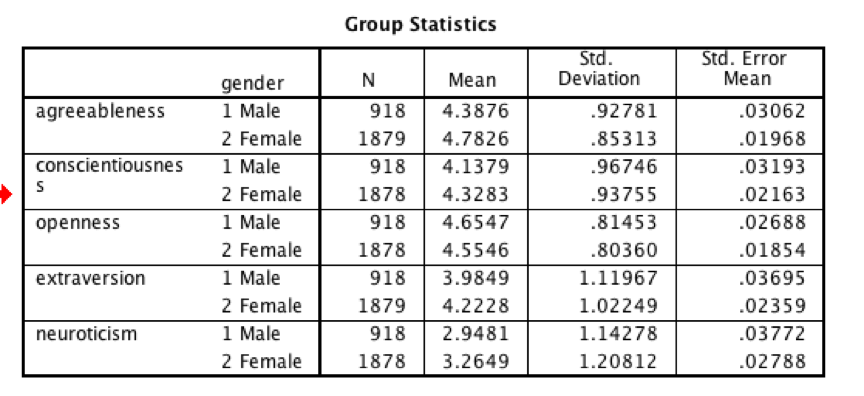 Group Statistics
gender N Mean Std. Deviation Std. Error Mean
agreeableness 1 Male 918 4.3876 .92781 .03062
2 Female 1879 4.7826 .85313 .01968
conscientiousnes 1 Male 918 4.1379 .96746 .03193
s 2 Female 1878 4.3283 .93755 .02163
openness 1 Male 918 4.6547 .81453 .02688
2 Female 1878 4.5546 .80360 .01854
extraversion 1 Male 918 3.9849 1.11967 .03695
2 Female 1879 4.2228 1.02249 .02359
neuroticism 1 Male 918 2.9481 1.14278 .03772
2 Female 1878 3.2649 1.20812 .02788